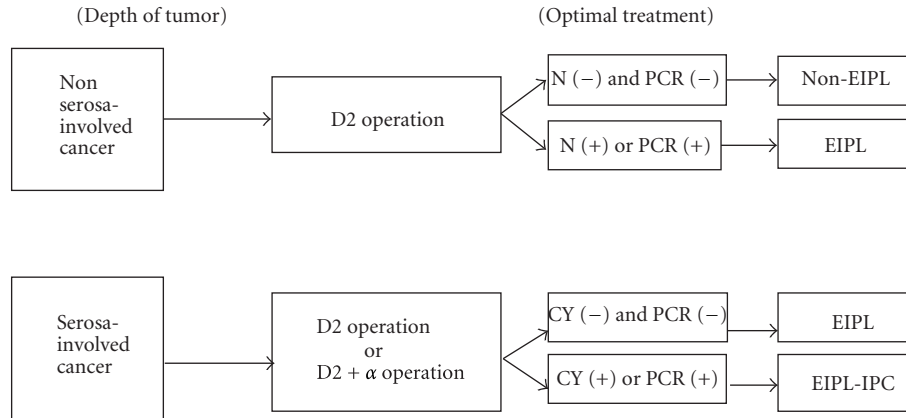 (Depth of tumor)
(Optimal treatment)
Non
serosa-
involved
cancer
D2 operation
N (−) and PCR (−)
Non-EIPL
N (+) or PCR (+)
EIPL
Serosa-
involved
cancer
D2 operation
or
D2 + α operation
CY (−) and PCR (−)
EIPL
CY (+) or PCR (+)
EIPL-IPC